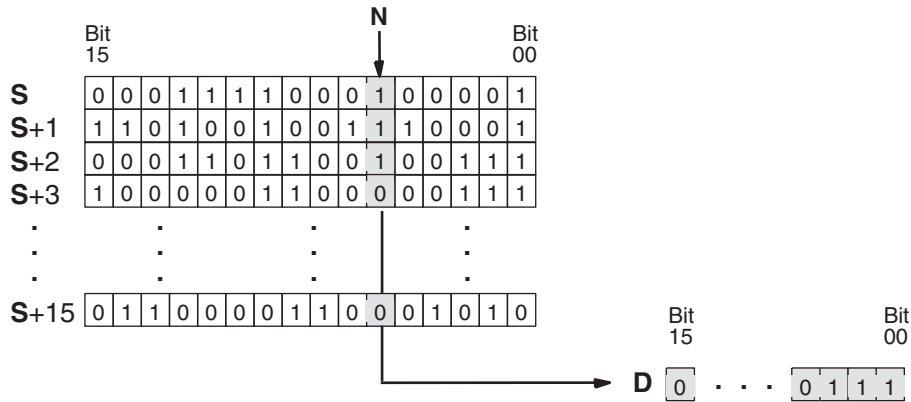 N
Bit Bit
15 00
S 0 0 0 1 1 1 1 0 0 0 1 0 0 0 0 1
S+1 1 1 0 1 0 0 1 0 0 1 1 1 0 0 0 1
S+2 0 0 0 1 1 0 1 1 0 0 1 0 0 1 1 1
S+3 1 0 0 0 0 0 1 1 0 0 0 0 0 1 1 1
S+15 0 1 1 0 0 0 0 1 1 0 0 0 1 0 1 0
Bit Bit
15 00
D 0 . . . 0 1 1 1